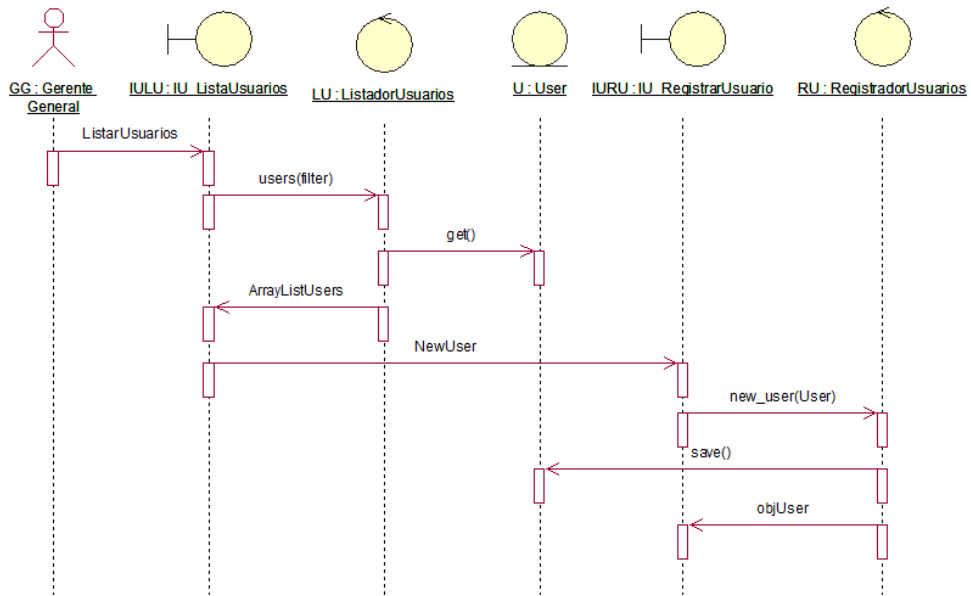 GG : Gerente
General
IULU : IU_ListaUsuarios
LU : ListadorUsuarios
U : User
IURU : IU_RegistrarUsuario
RU : RegistradorUsuarios
ListarUsuarios
users(filter)
get()
ArrayListUsers
NewUser
new_user(User)
save()
objUser